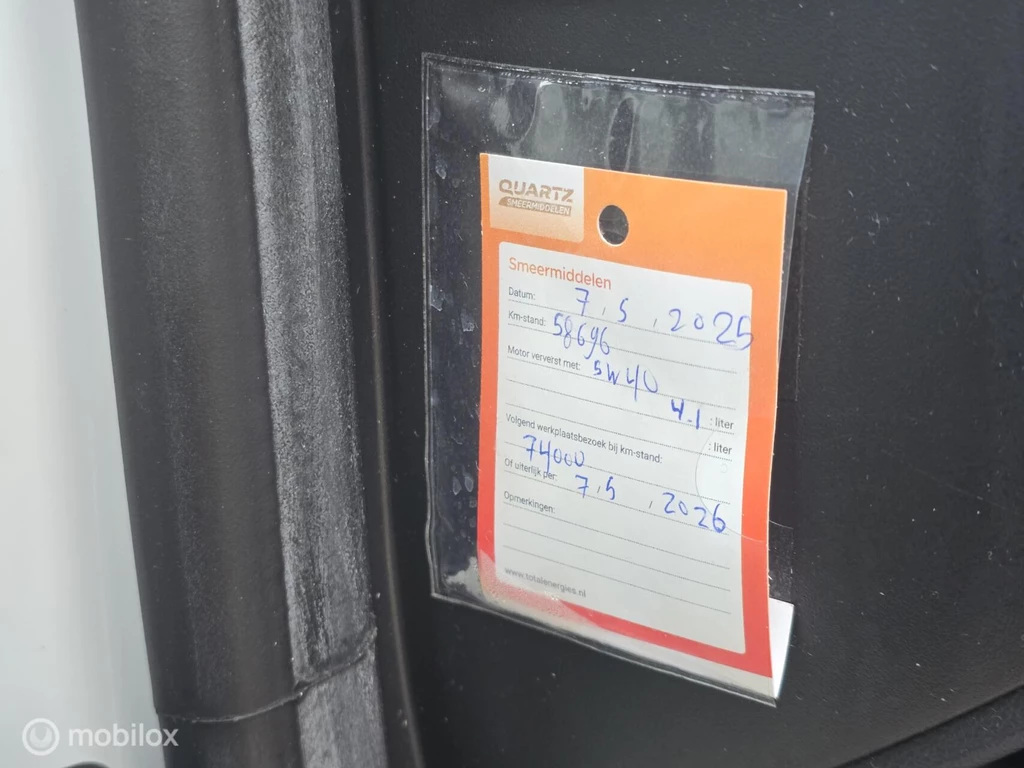 QUARTZ
SMEERMIDDELEN
Smeermiddelen
Datum: 7.5.2025
Km-stand: 58696
Motor ververst met: 5W40
4.1 : liter
: liter
Volgend werkplaatsbezoek bij km-stand:
74000
Of uiterlijk per: 7.5.2026
Opmerkingen:
www.totalenergies.nl
mobilox